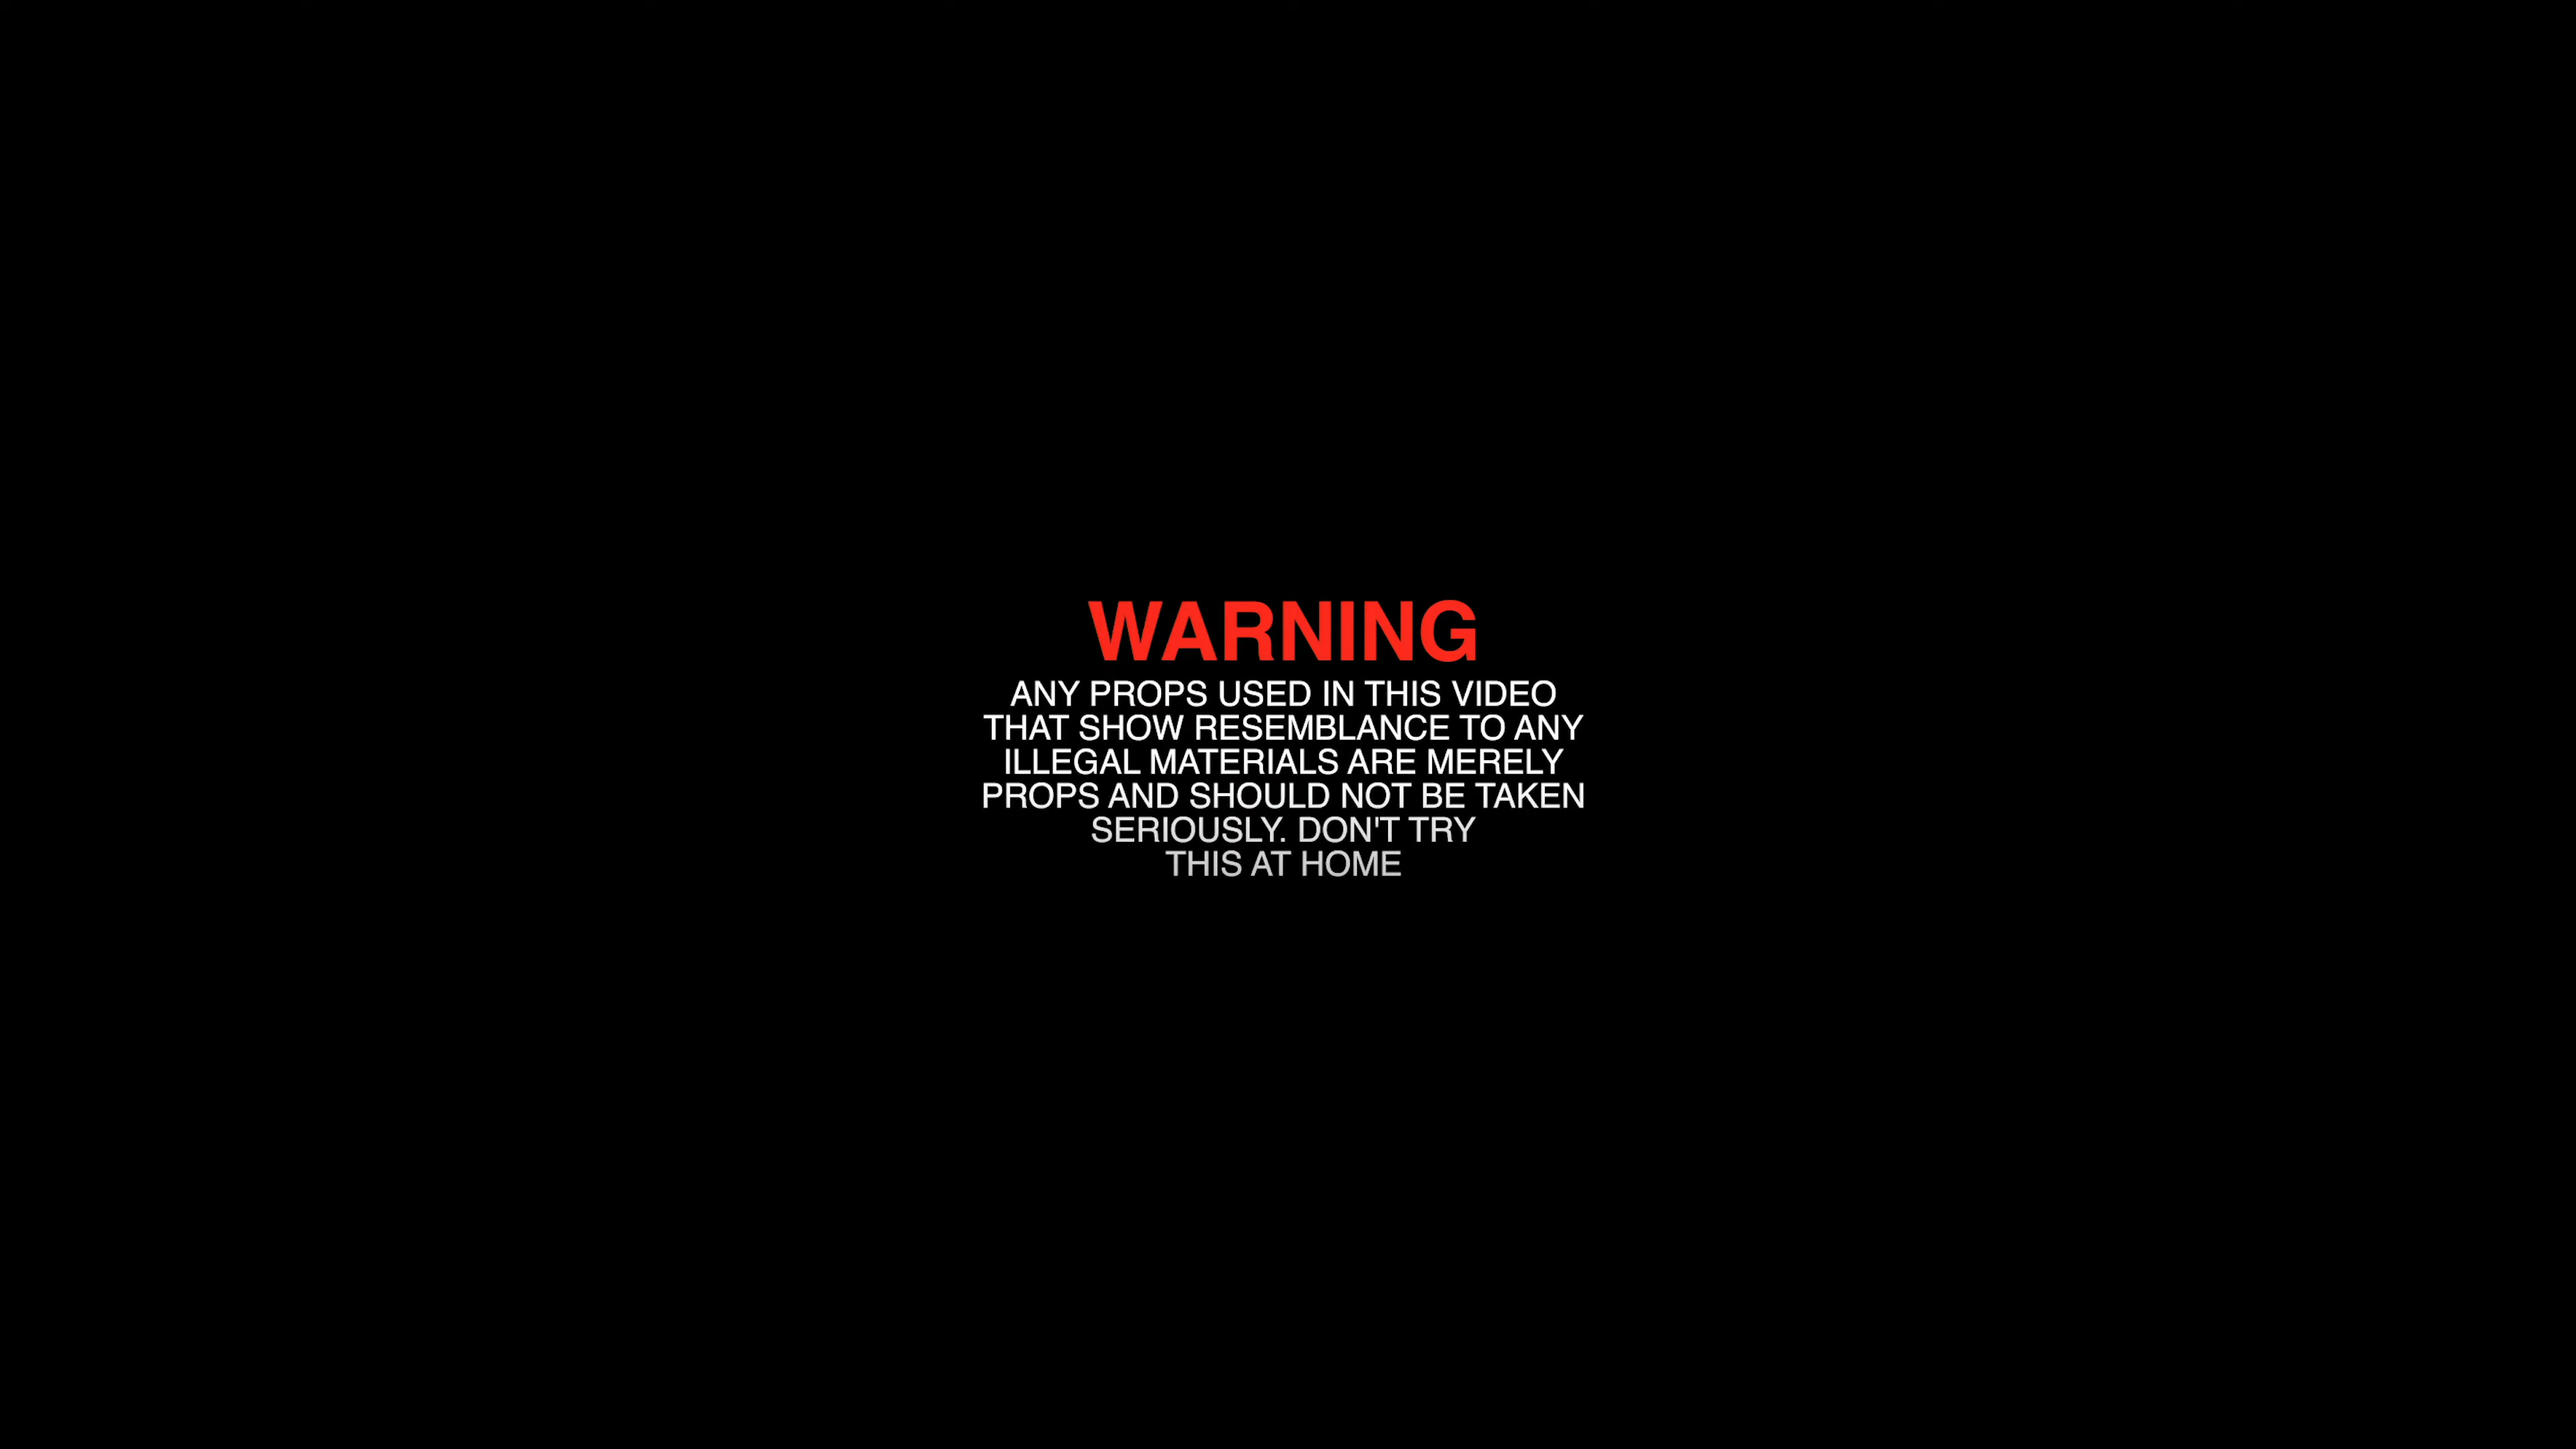 WARNING
ANY PROPS USED IN THIS VIDEO
THAT SHOW RESEMBLANCE TO ANY
ILLEGAL MATERIALS ARE MERELY
PROPS AND SHOULD NOT BE TAKEN
SERIOUSLY. DON'T TRY
THIS AT HOME